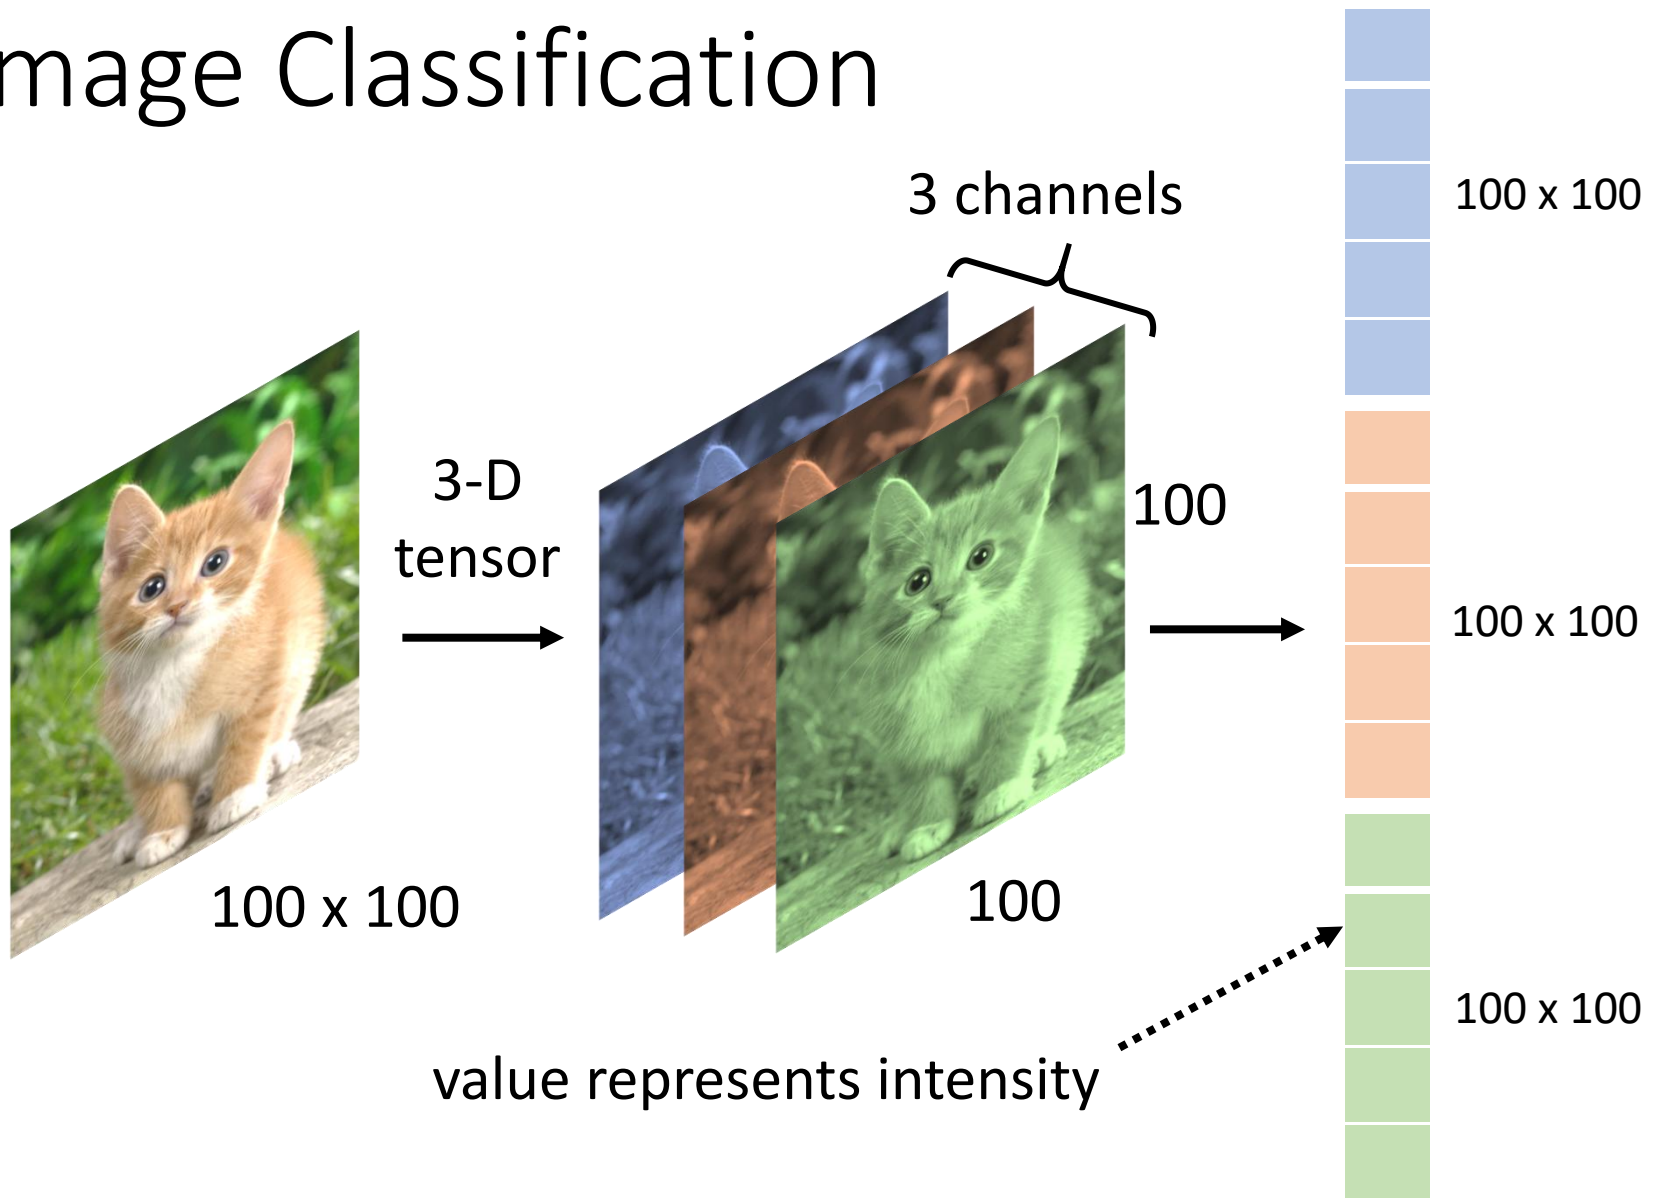 mage Classification
3 channels
100 x 100
3-D
tensor
100
100 x 100
100 x 100
100
100 x 100
value represents intensity